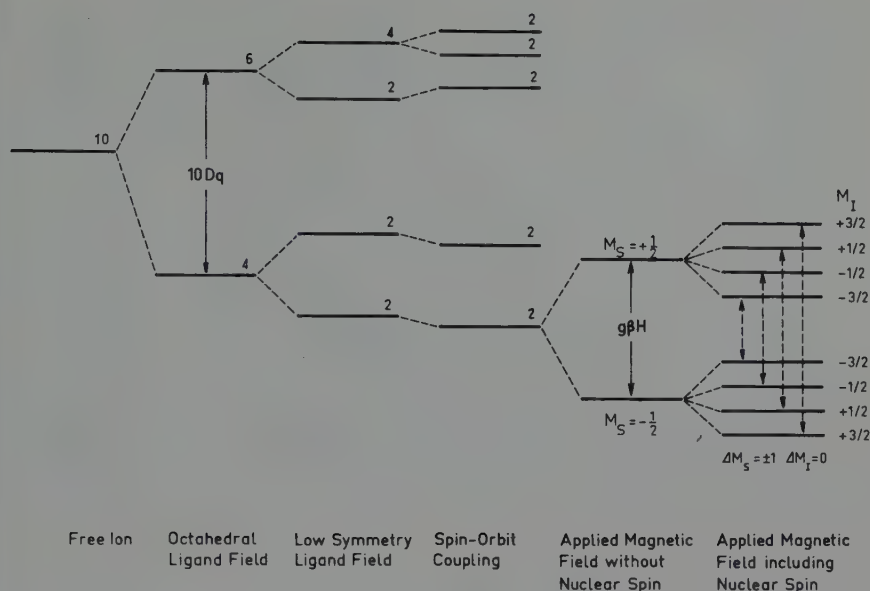 10
6
4
10 Dq
4
2
2
2
2
2
2
2
2
2
gβH
M_S = +1/2
M_S = -1/2
M_I
+3/2
+1/2
-1/2
-3/2
-3/2
-1/2
+1/2
+3/2
ΔM_S = ±1 ΔM_I = 0
Free Ion
Octahedral
Ligand Field
Low Symmetry
Ligand Field
Spin-Orbit
Coupling
Applied Magnetic
Field without
Nuclear Spin
Applied Magnetic
Field including
Nuclear Spin